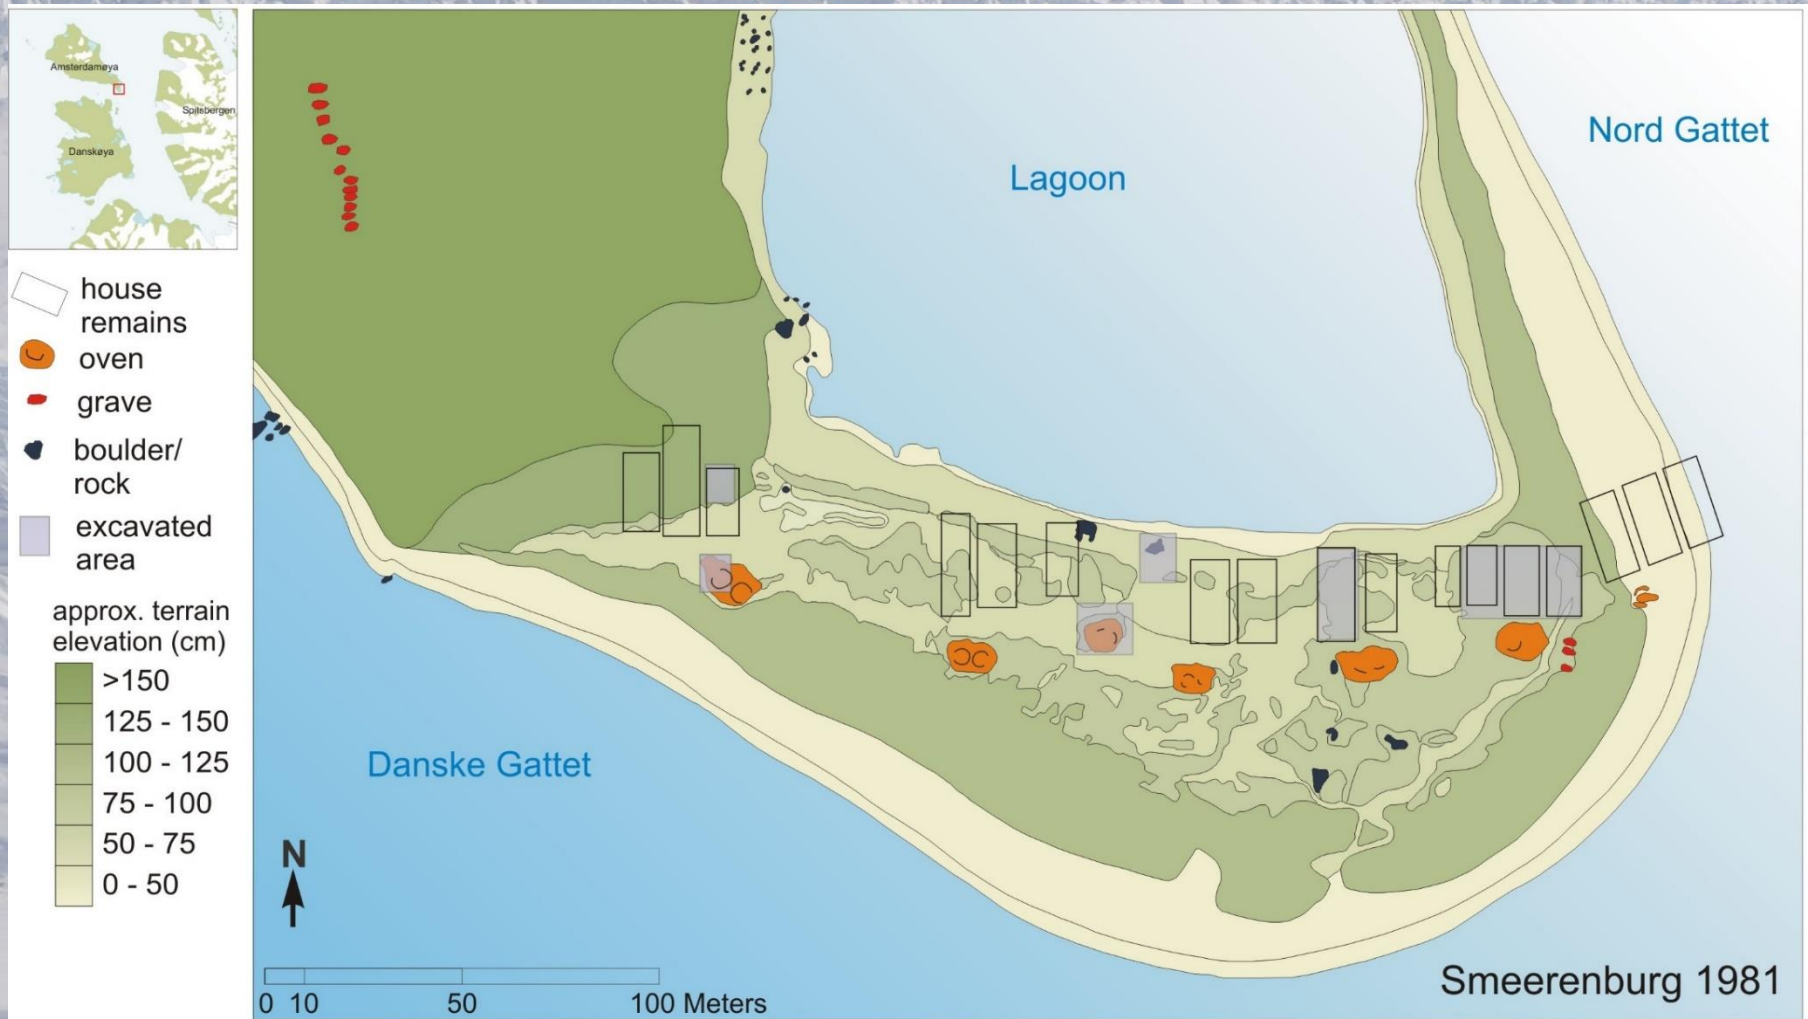 Amsterdamøya
Spitsbergen
Danskøya
house
remains
oven
grave
boulder/
rock
excavated
area
approx. terrain
elevation (cm)
>150
125 - 150
100 - 125
75 - 100
50 - 75
0 - 50
Lagoon
Nord Gattet
Danske Gattet
N
0 10 50 100 Meters
Smeerenburg 1981